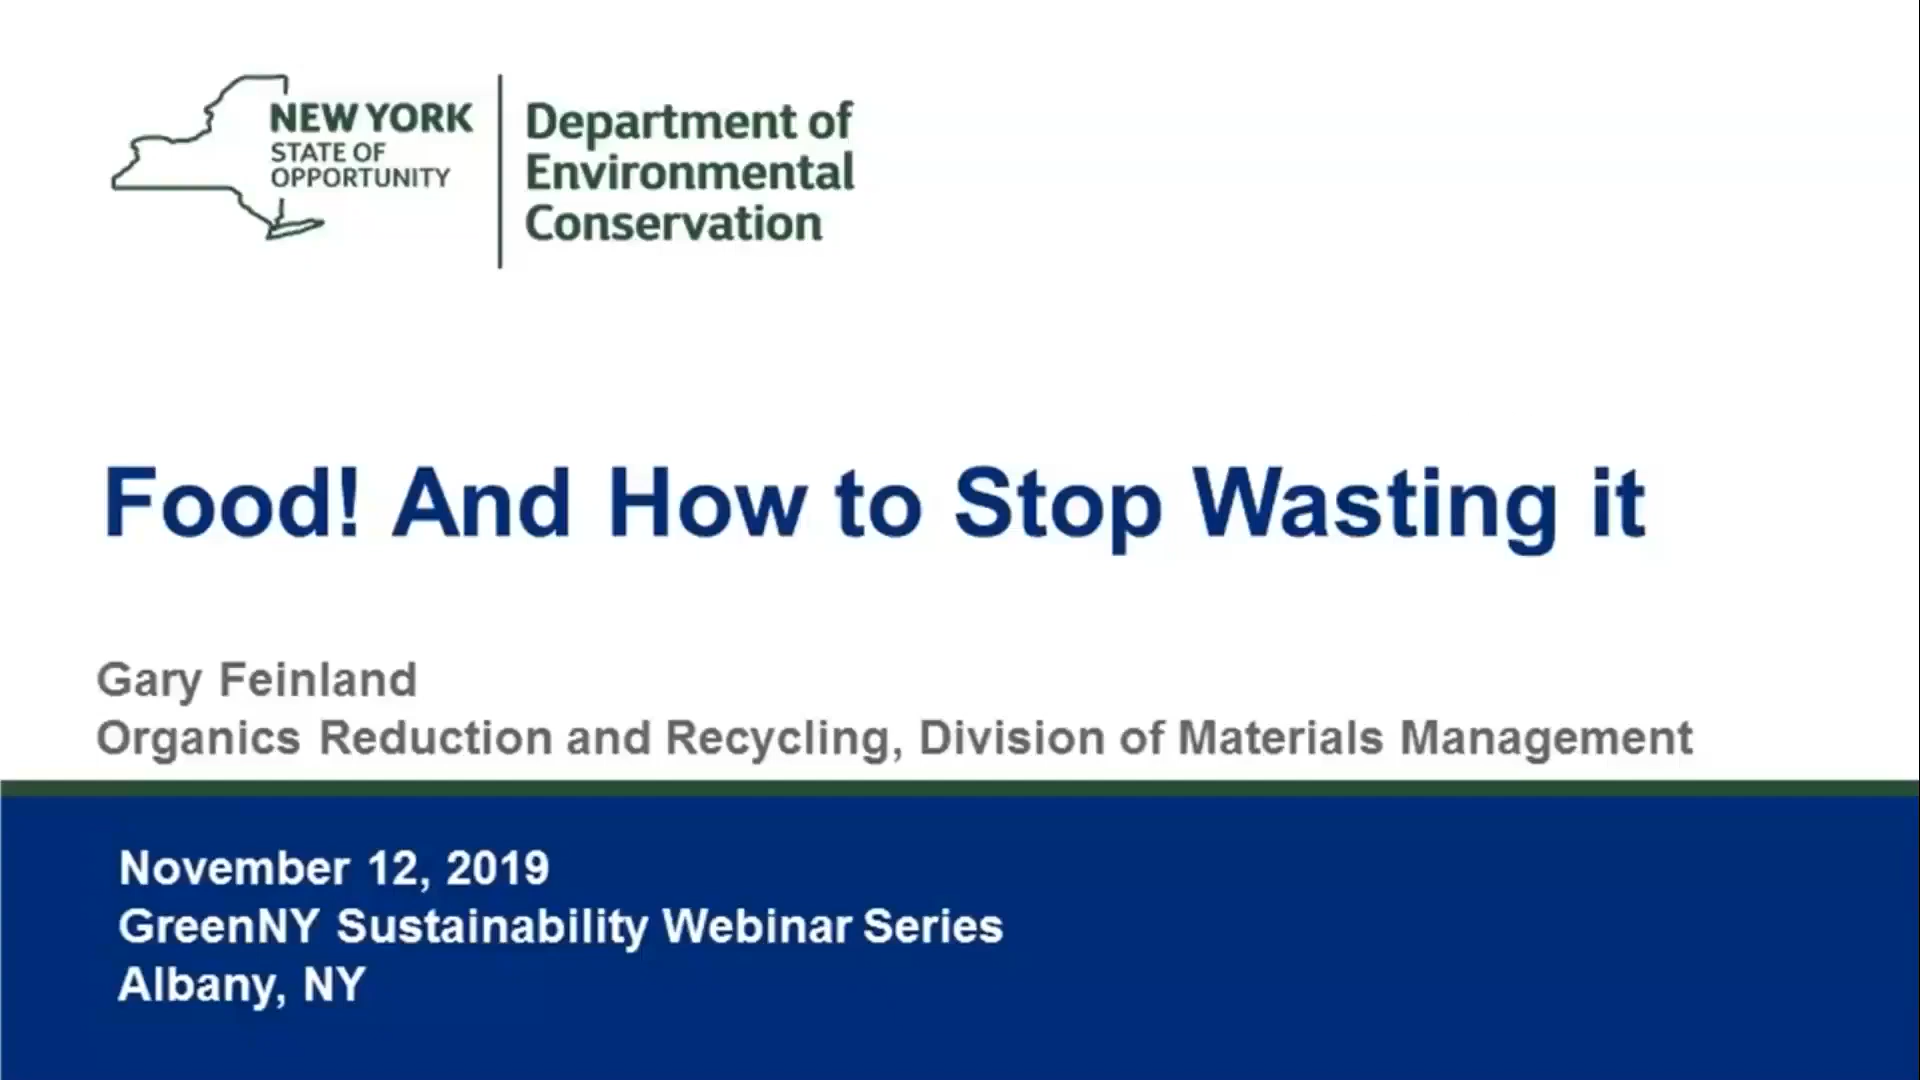 NEW YORK
STATE OF
OPPORTUNITY
Department of
Environmental
Conservation
Food! And How to Stop Wasting it
Gary Feinland
Organics Reduction and Recycling, Division of Materials Management
November 12, 2019
GreenNY Sustainability Webinar Series
Albany, NY